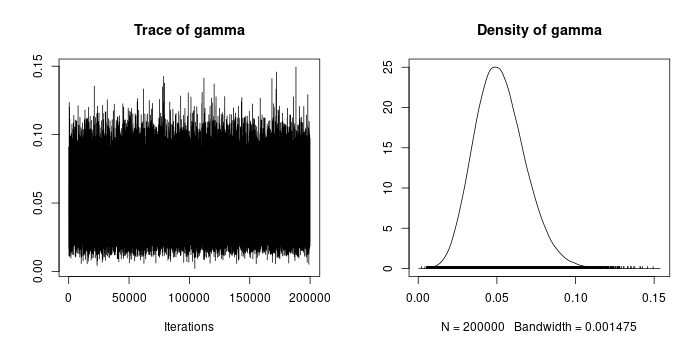 Trace of gamma
0.15
0.10
0.05
0.00
0 50000 100000 150000 200000
Iterations
Density of gamma
25
20
15
10
5
0
0.00 0.05 0.10 0.15
N = 200000 Bandwidth = 0.001475